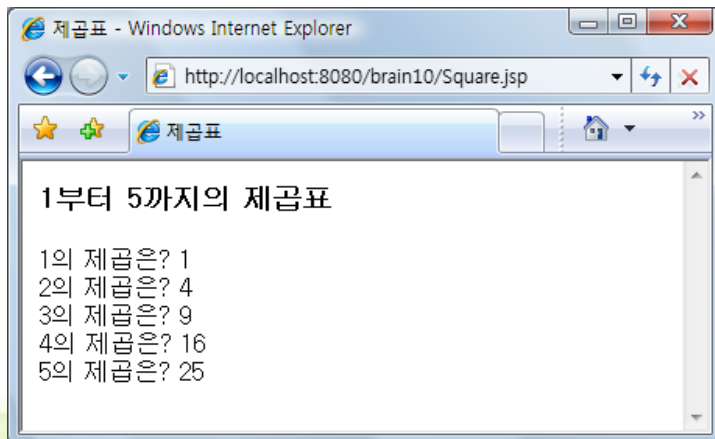 제곱표 - Windows Internet Explorer
http://localhost:8080/brain10/Square.jsp
제곱표
1부터 5까지의 제곱표
1의 제곱은? 1
2의 제곱은? 4
3의 제곱은? 9
4의 제곱은? 16
5의 제곱은? 25